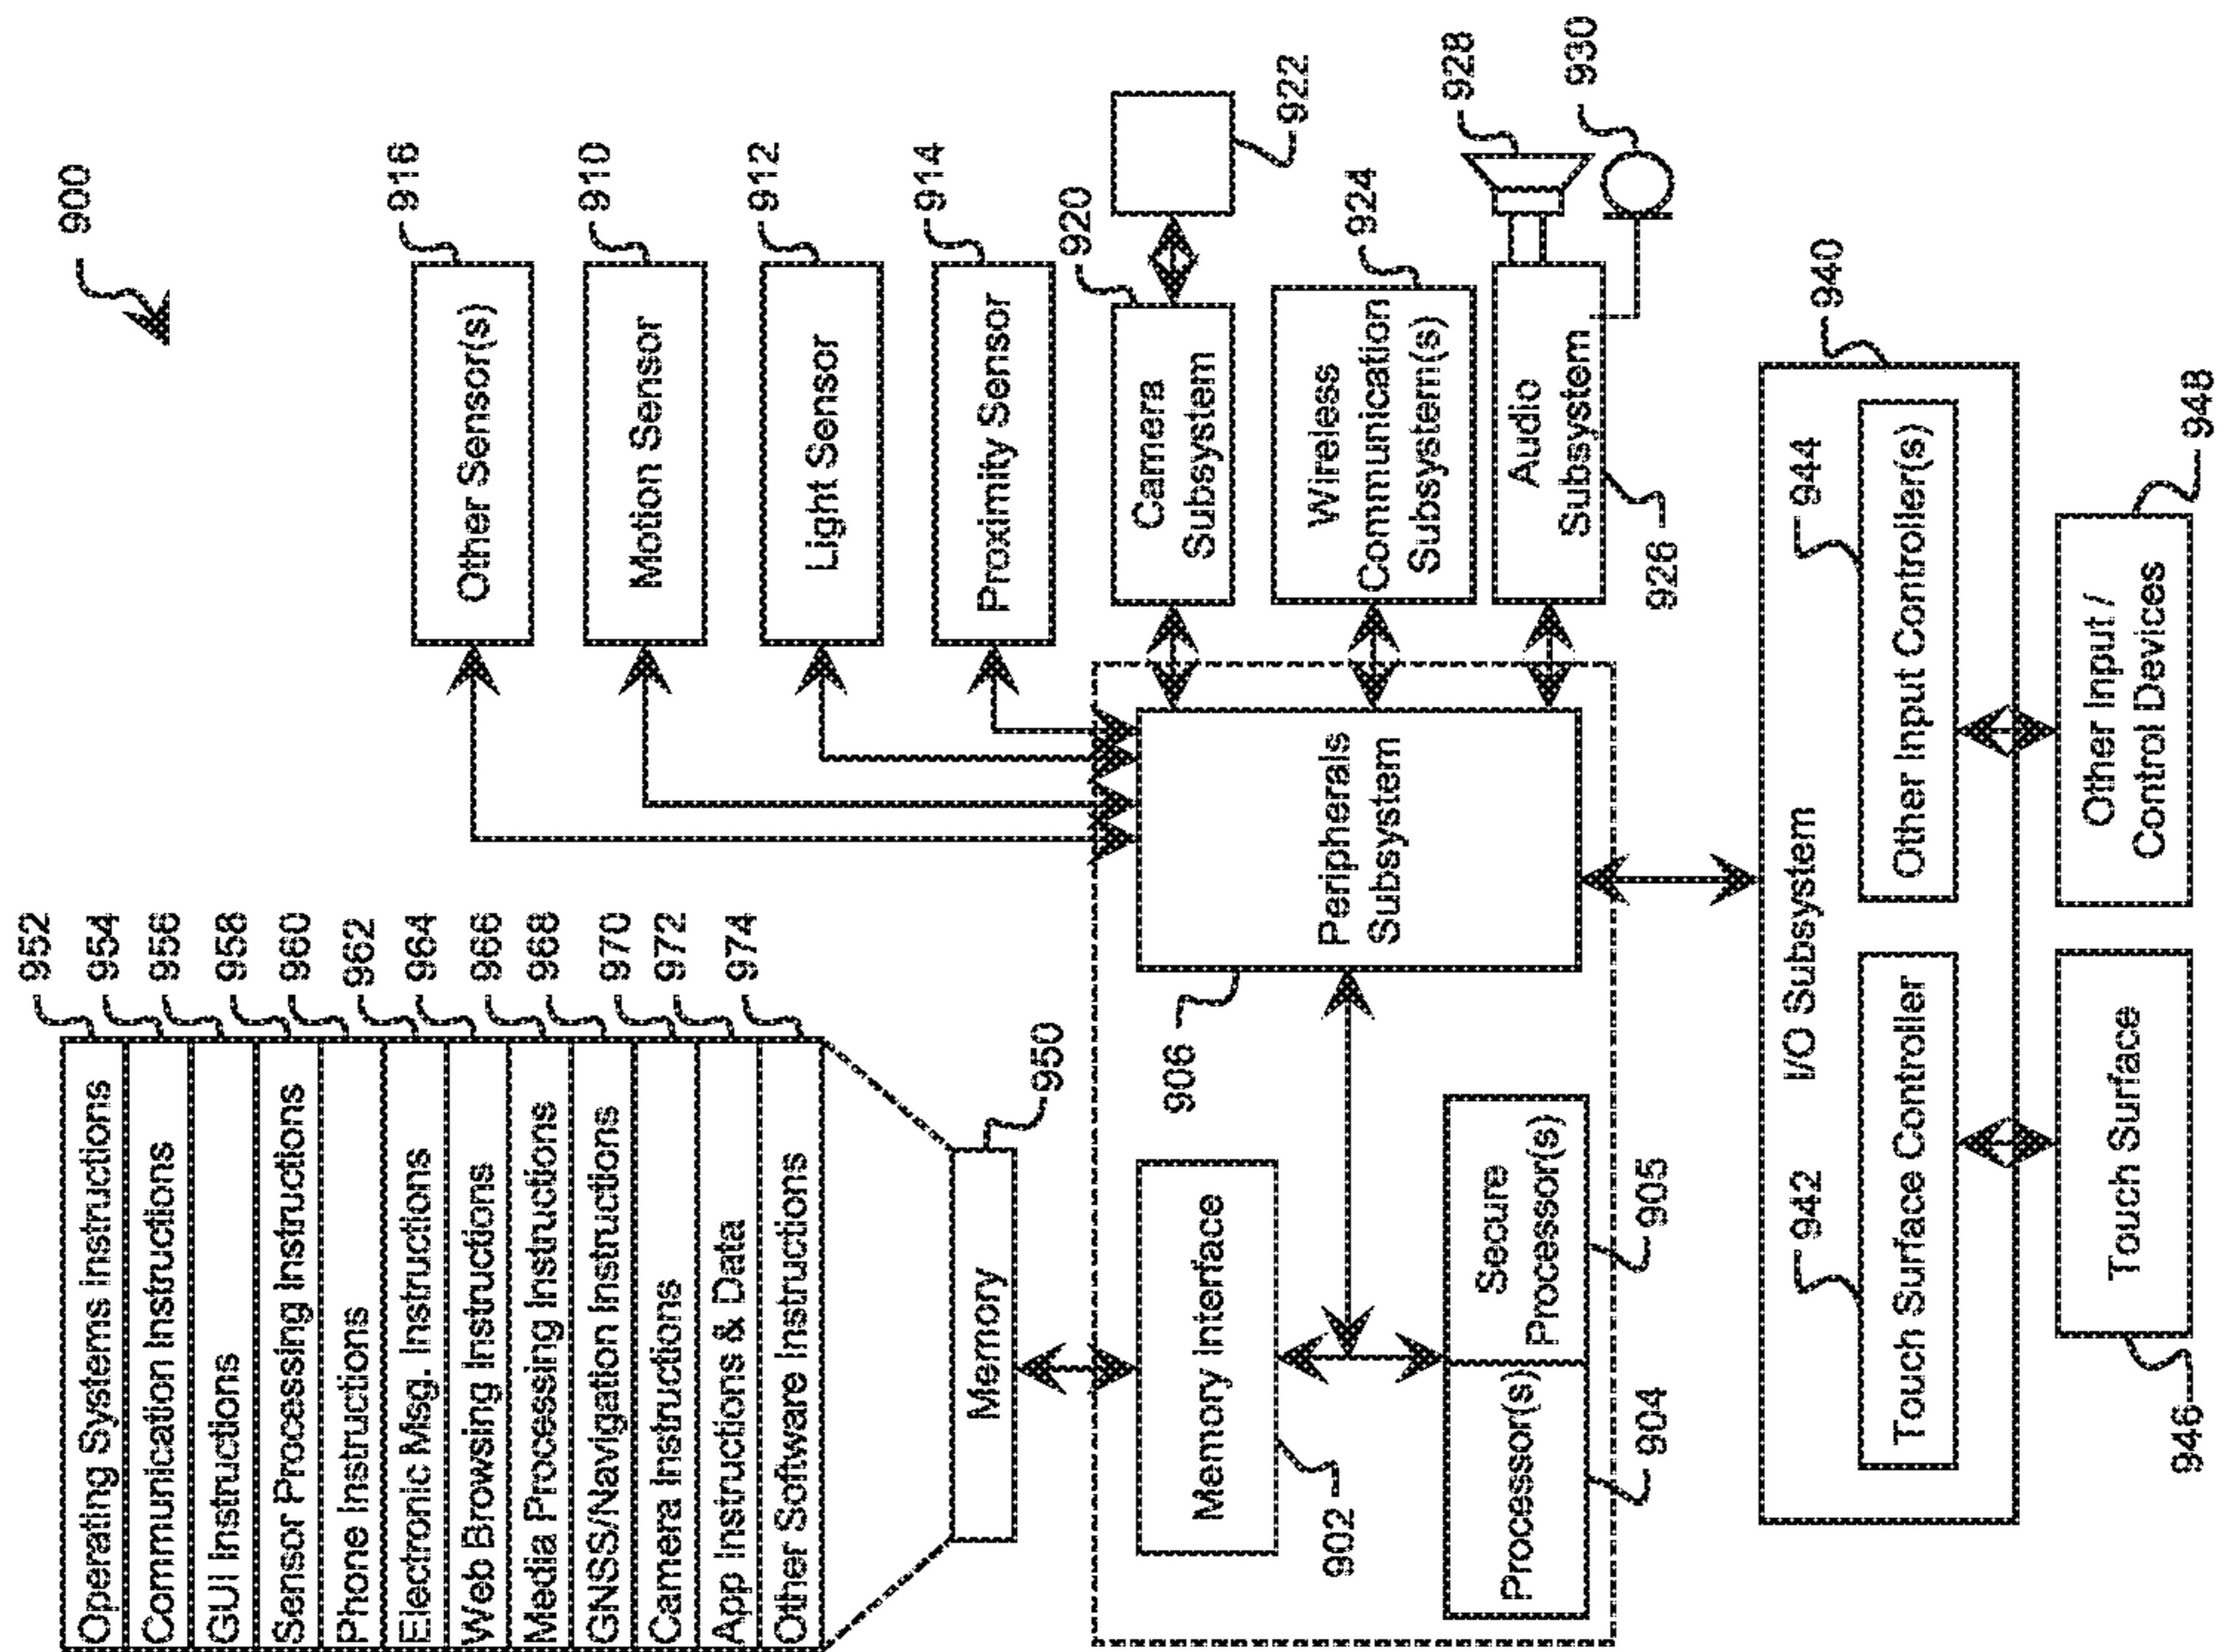 900
Operating Systems Instructions
952
Communication Instructions
954
GUI Instructions
956
Sensor Processing Instructions
958
Phone Instructions
960
Electronic Msg. Instructions
962
Web Browsing Instructions
964
Media Processing Instructions
966
GNSS/Navigation Instructions
968
Camera Instructions
970
App Instructions & Data
972
Other Software Instructions
974
Memory
950
Other Sensor(s)
916
Motion Sensor
910
Light Sensor
912
Proximity Sensor
914
Memory Interface
902
Processor(s)
904
Secure
Processor(s)
905
Peripherals
Subsystem
906
Camera
Subsystem
920
922
Wireless
Communication
Subsystem(s)
924
Audio
Subsystem
926
928
930
I/O Subsystem
940
Touch Surface Controller
942
Other Input Controller(s)
944
Touch Surface
946
Other Input /
Control Devices
948